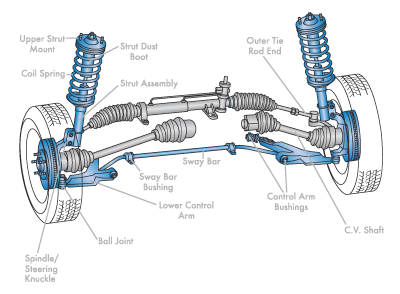 Upper Strut
Mount
Strut Dust
Boot
Outer Tie
Rod End
Coil Spring
Strut Assembly
Sway Bar
Sway Bar
Bushing
Control Arm
Bushings
Lower Control
Arm
C.V. Shaft
Ball Joint
Spindle/
Steering
Knuckle